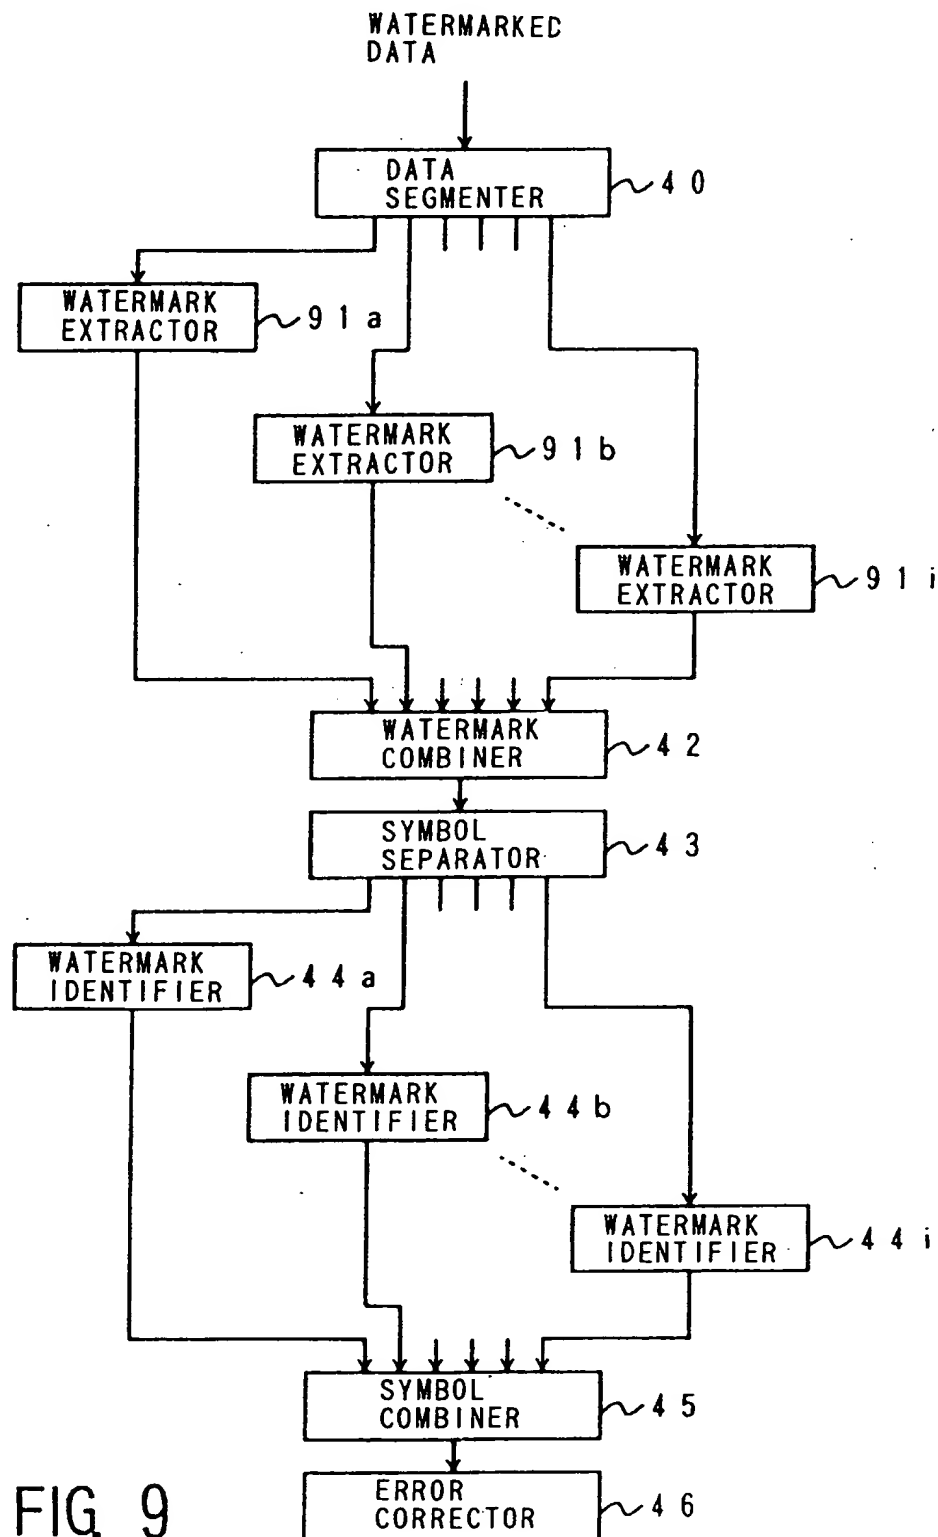 WATERMARKED
DATA
DATA
SEGMENTER
40
WATERMARK
EXTRACTOR
91a
WATERMARK
EXTRACTOR
91b
WATERMARK
EXTRACTOR
91i
WATERMARK
COMBINER
42
SYMBOL
SEPARATOR
43
WATERMARK
IDENTIFIER
44a
WATERMARK
IDENTIFIER
44b
WATERMARK
IDENTIFIER
44i
SYMBOL
COMBINER
45
ERROR
CORRECTOR
46
FIG. 9